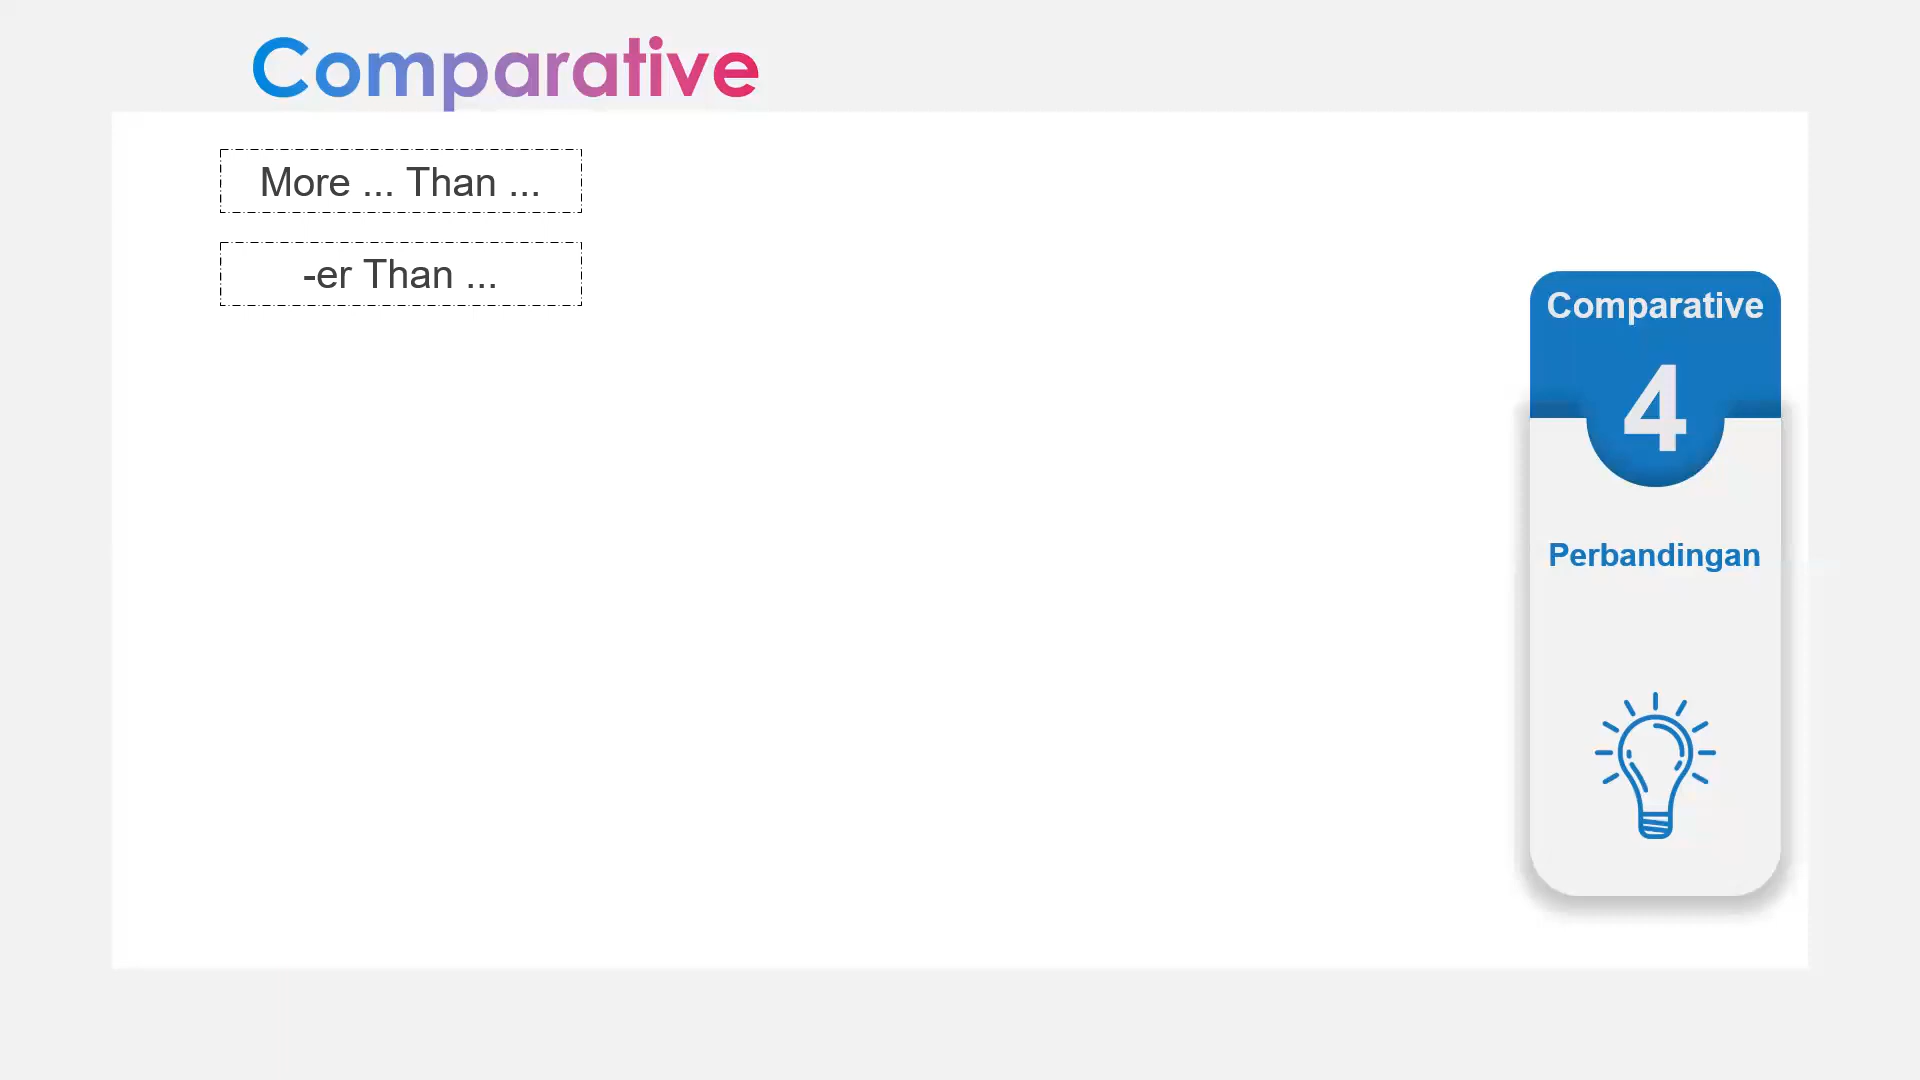 Comparative
More ... Than ...
-er Than ...
Comparative
4
Perbandingan